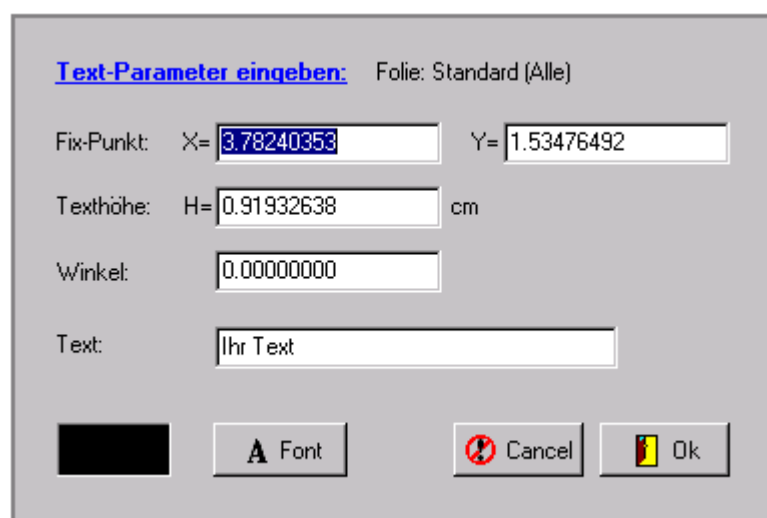 Text-Parameter eingeben: Folie: Standard (Alle)
Fix-Punkt: X= 3.78240353 Y= 1.53476492
Texthöhe: H= 0.91932638 cm
Winkel: 0.00000000
Text: Ihr Text
A Font Cancel Ok